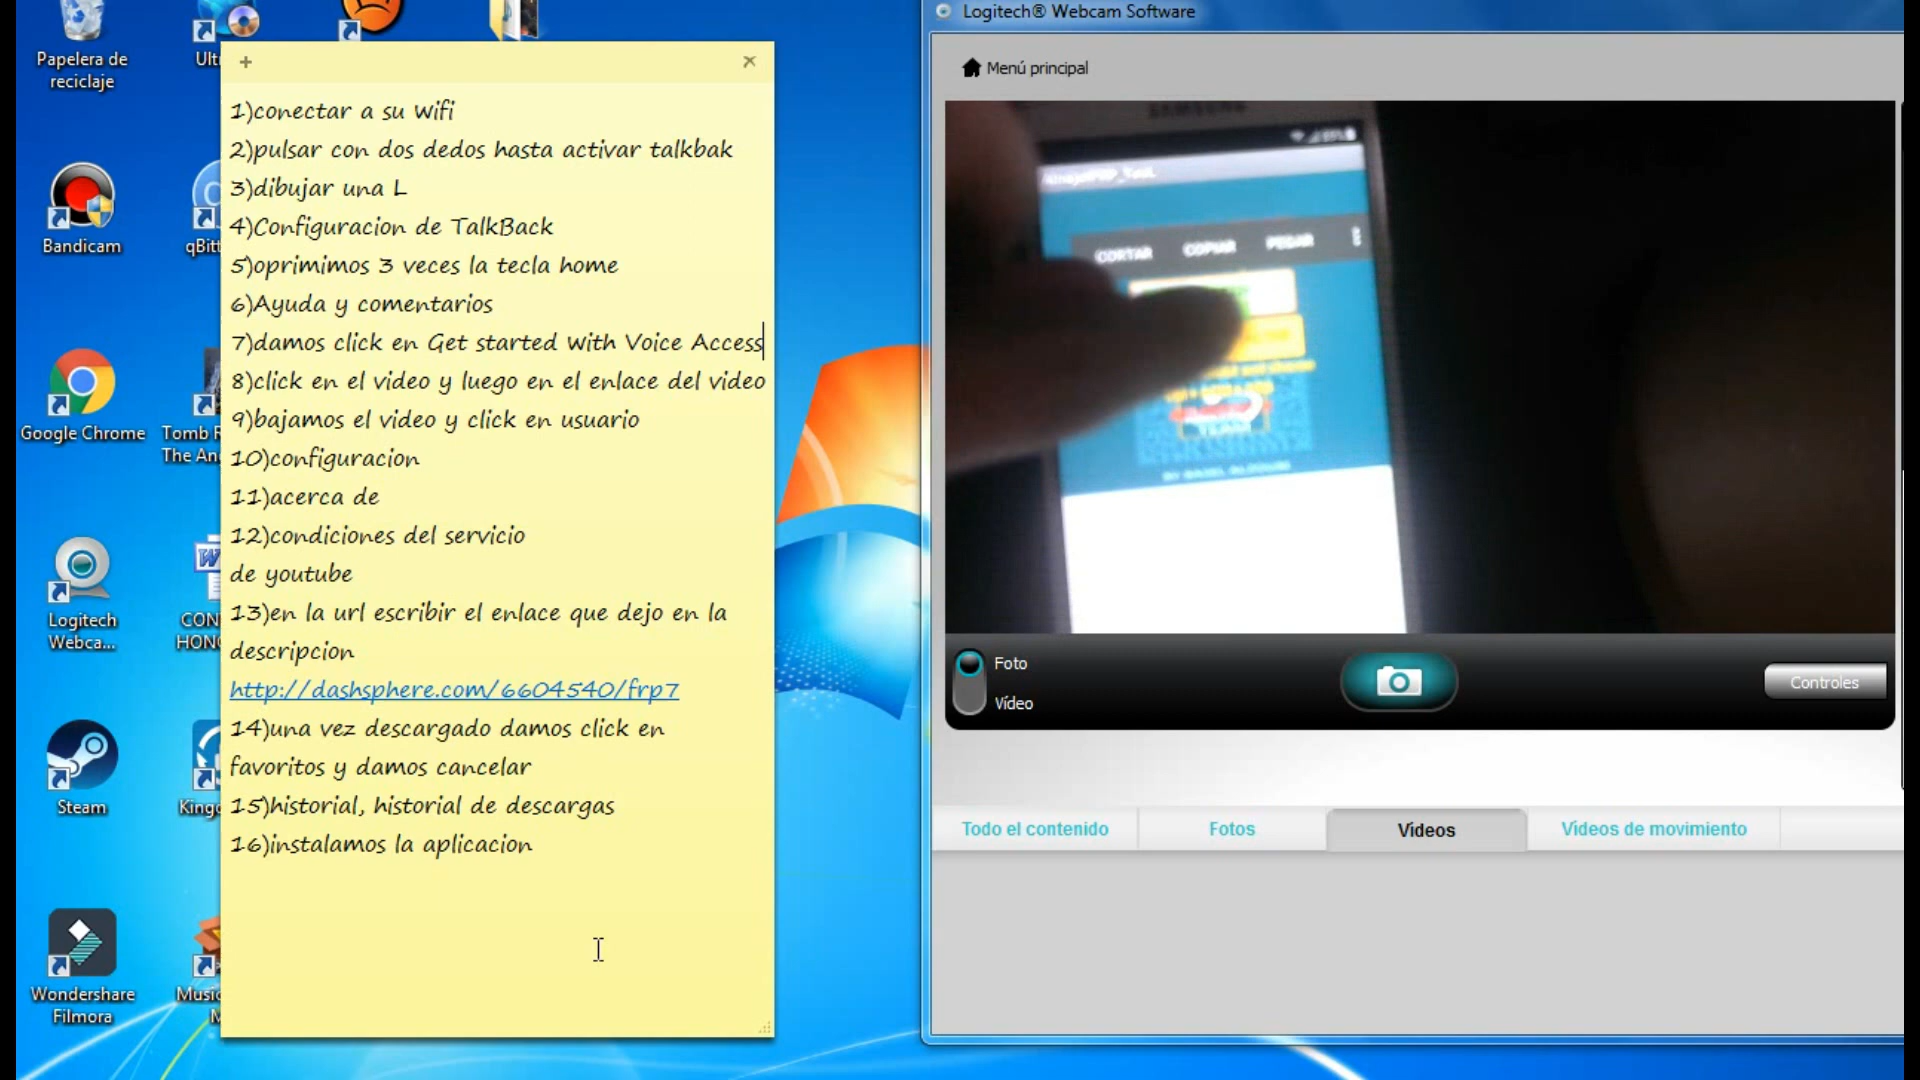 Papelera de
reciclaje
Bandicam
Google Chrome
Logitech
Webca...
Steam
Wondershare
Filmora
1)conectar a su wifi
2)pulsar con dos dedos hasta activar talkbak
3)dibujar una L
4)Configuracion de TalkBack
5)oprimimos 3 veces la tecla home
6)Ayuda y comentarios
7)damos click en Get started With Voice Access
8)click en el video y luego en el enlace del video
9)bajamos el video y click en usuario
10)configuracion
11)acerca de
12)condiciones del servicio
de youtube
13)en la url escribir el enlace que dejo en la
descripcion
http://dashsphere.com/6604540/frp7
14)una vez descargado damos click en
favoritos y damos cancelar
15)historial, historial de descargas
16)instalamos la aplicacion
Logitech® Webcam Software
Menú principal
SAMSUNG
CORTAR COPIAR PEGAR
Foto
Vídeo
Controles
Todo el contenido
Fotos
Videos
Videos de movimiento